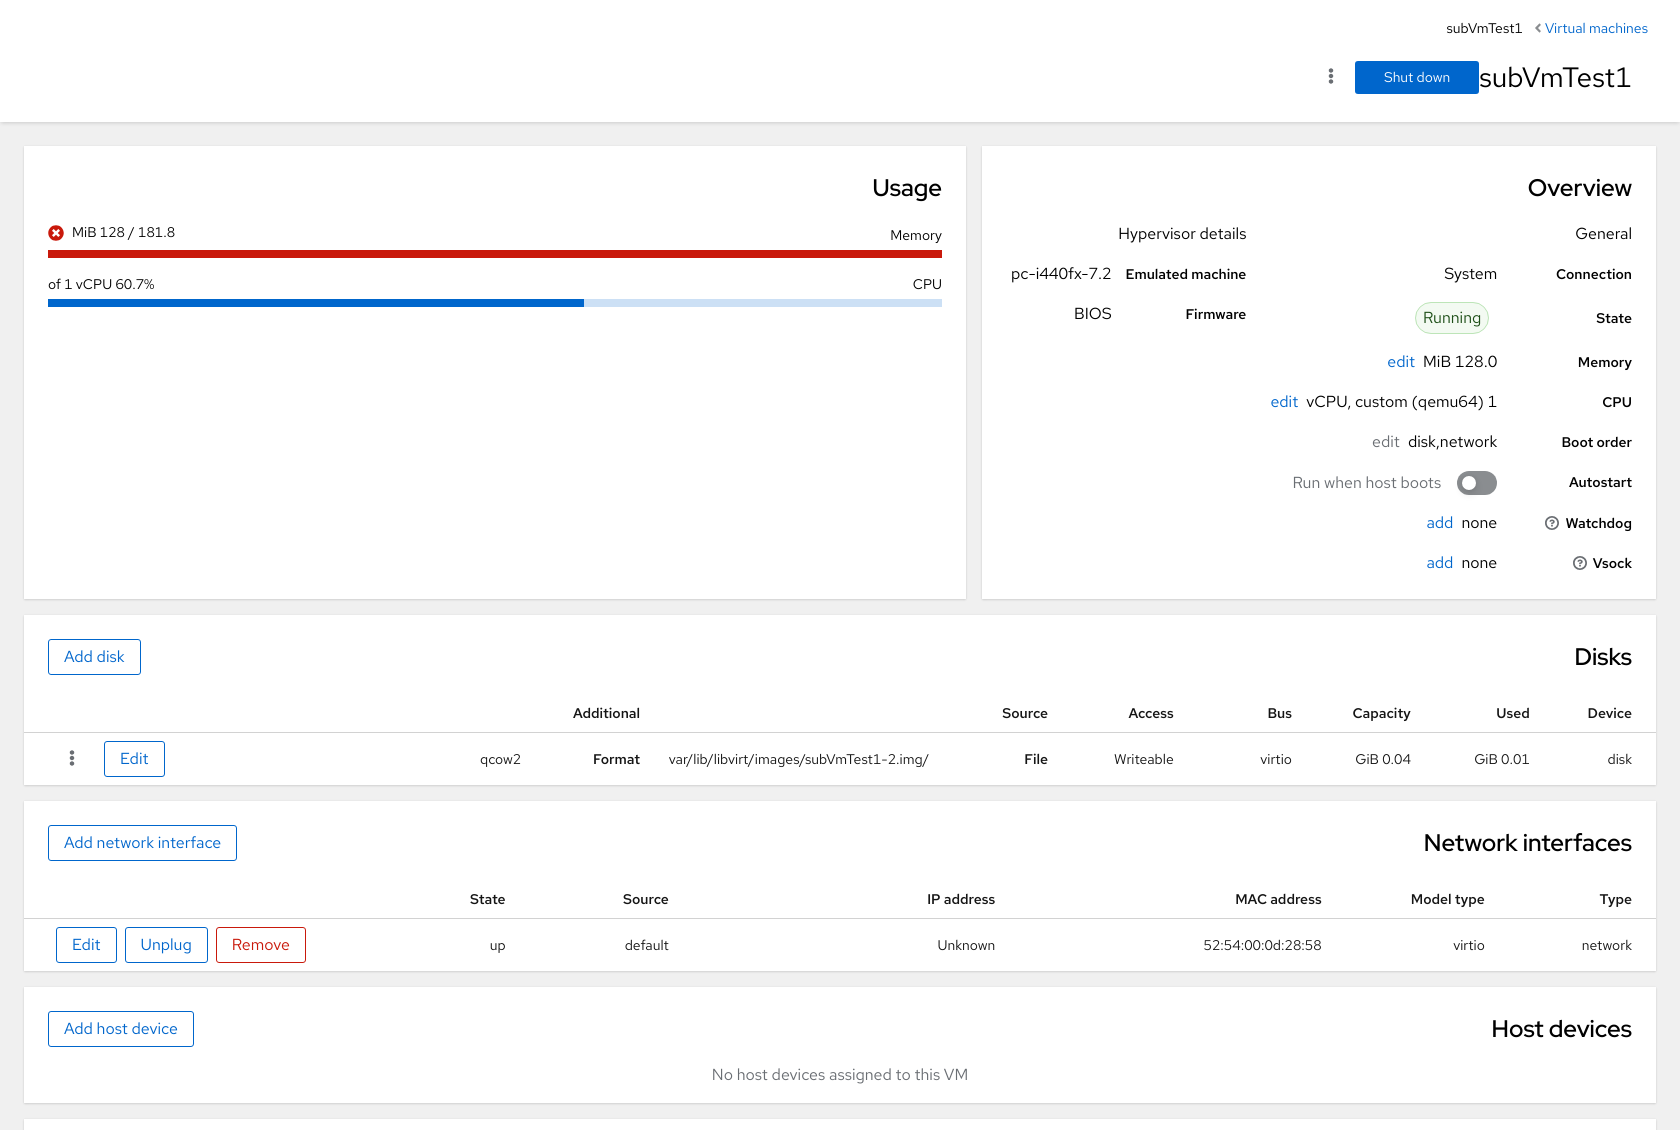 subVmTest1 Virtual machines
Shut down subVmTest1
Usage
MiB 128 / 181.8 Memory
of 1 vCPU 60.7% CPU
Overview
General
Connection System
State Running
Memory MiB 128.0 edit
CPU vCPU, custom (qemu64) 1 edit
Boot order disk,network edit
Autostart Run when host boots
Watchdog none add
Vsock none add
Hypervisor details
Emulated machine pc-i440fx-7.2
Firmware BIOS
Disks
Add disk
Device Used Capacity Bus Access Source Additional
disk GiB 0.01 GiB 0.04 virtio Writeable File var/lib/libvirt/images/subVmTest1-2.img/ Format qcow2 Edit
Network interfaces
Add network interface
Type Model type MAC address IP address Source State
network virtio 52:54:00:0d:28:58 Unknown default up Remove Unplug Edit
Host devices
Add host device
No host devices assigned to this VM